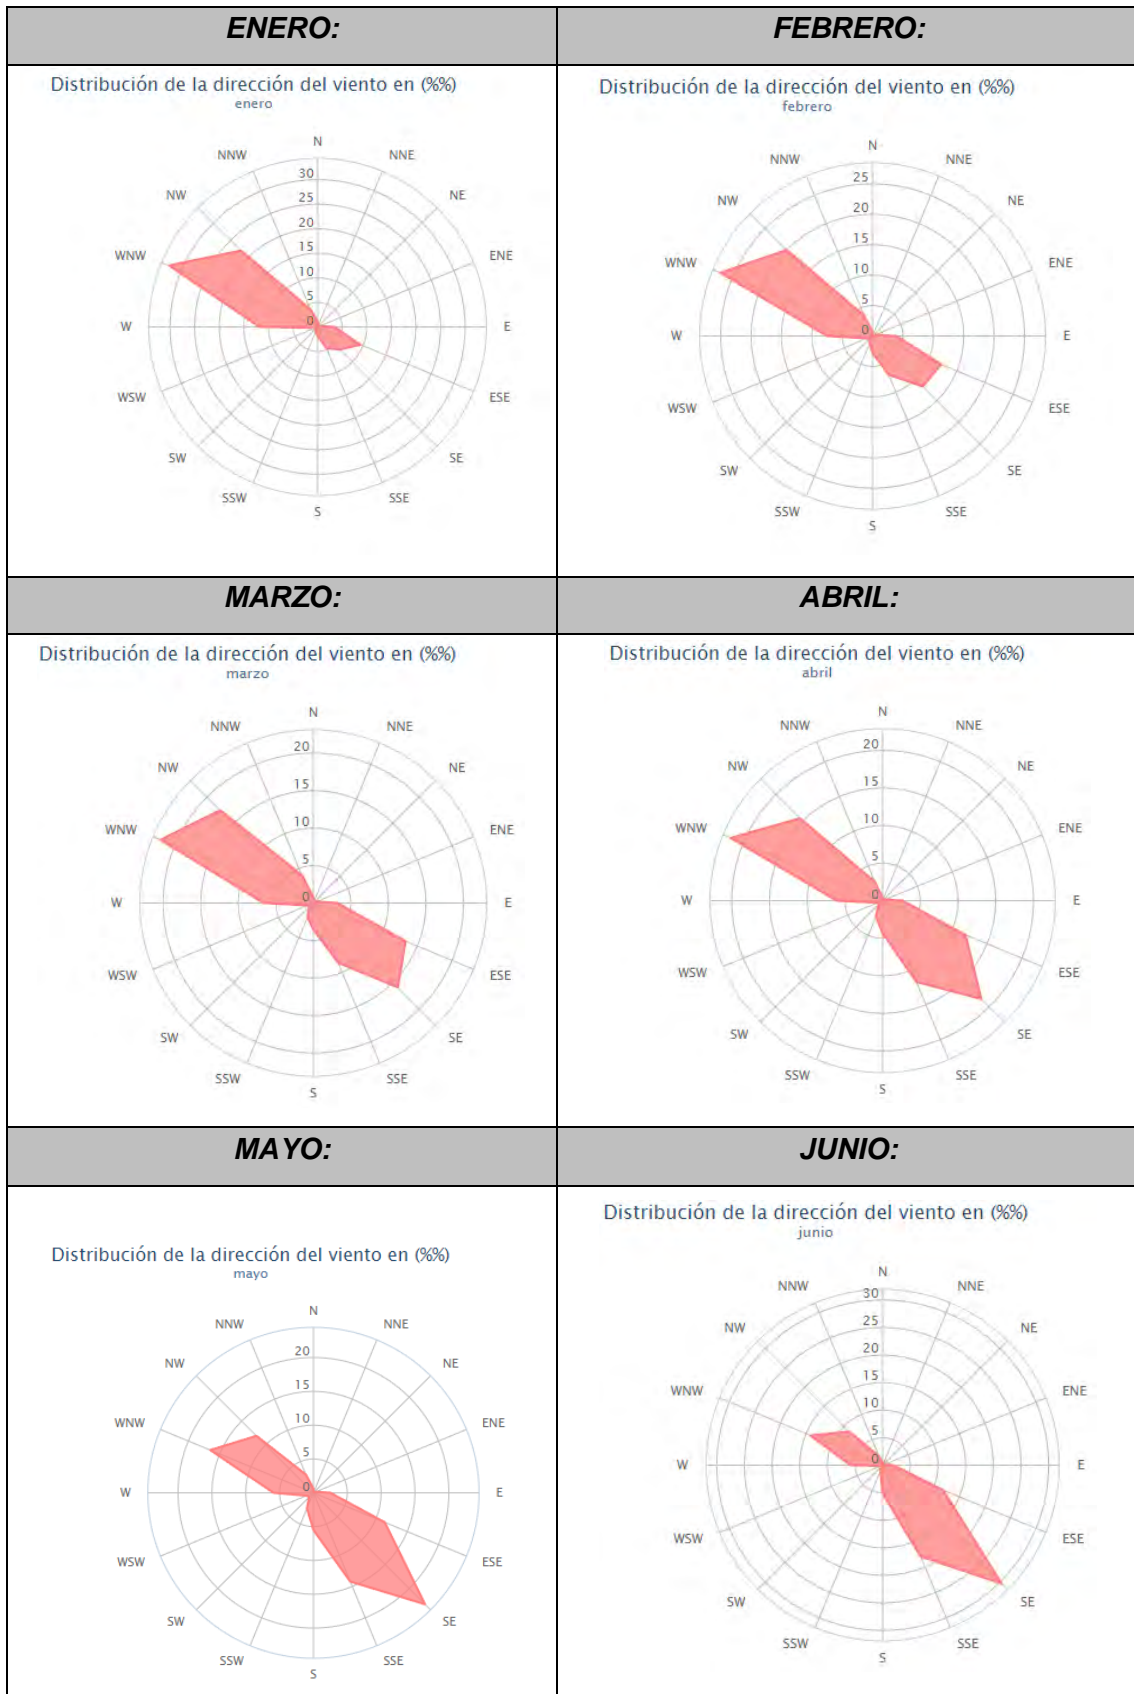 ENERO:
FEBRERO:
Distribución de la dirección del viento en (%%)
enero
N
NNW
NNE
30
NW
25
NE
20
WNW
15
ENE
10
5
W
0
E
WSW
ESE
SW
SE
SSW
SSE
S
Distribución de la dirección del viento en (%%)
febrero
N
NNW
NNE
25
NW
20
NE
WNW
15
ENE
10
5
W
0
E
WSW
ESE
SW
SE
SSW
SSE
S
MARZO:
ABRIL:
Distribución de la dirección del viento en (%%)
marzo
N
NNW
NNE
20
NW
NE
15
WNW
10
ENE
5
W
0
E
WSW
ESE
SW
SE
SSW
SSE
S
Distribución de la dirección del viento en (%%)
abril
N
NNW
NNE
20
NW
NE
15
WNW
10
ENE
5
W
0
E
WSW
ESE
SW
SE
SSW
SSE
S
MAYO:
JUNIO:
Distribución de la dirección del viento en (%%)
mayo
N
NNW
NNE
20
NW
NE
15
WNW
10
ENE
5
W
0
E
WSW
ESE
SW
SE
SSW
SSE
S
Distribución de la dirección del viento en (%%)
junio
N
NNW
NNE
30
NW
25
NE
20
WNW
15
ENE
10
5
W
0
E
WSW
ESE
SW
SE
SSW
SSE
S